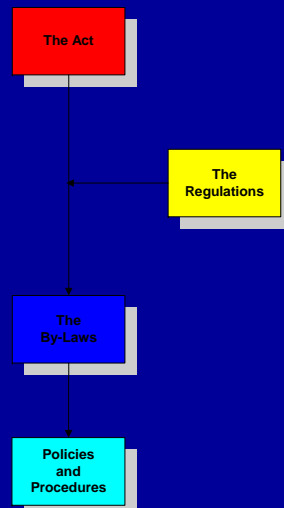 The Act
The
Regulations
The
By-Laws
Policies
and
Procedures